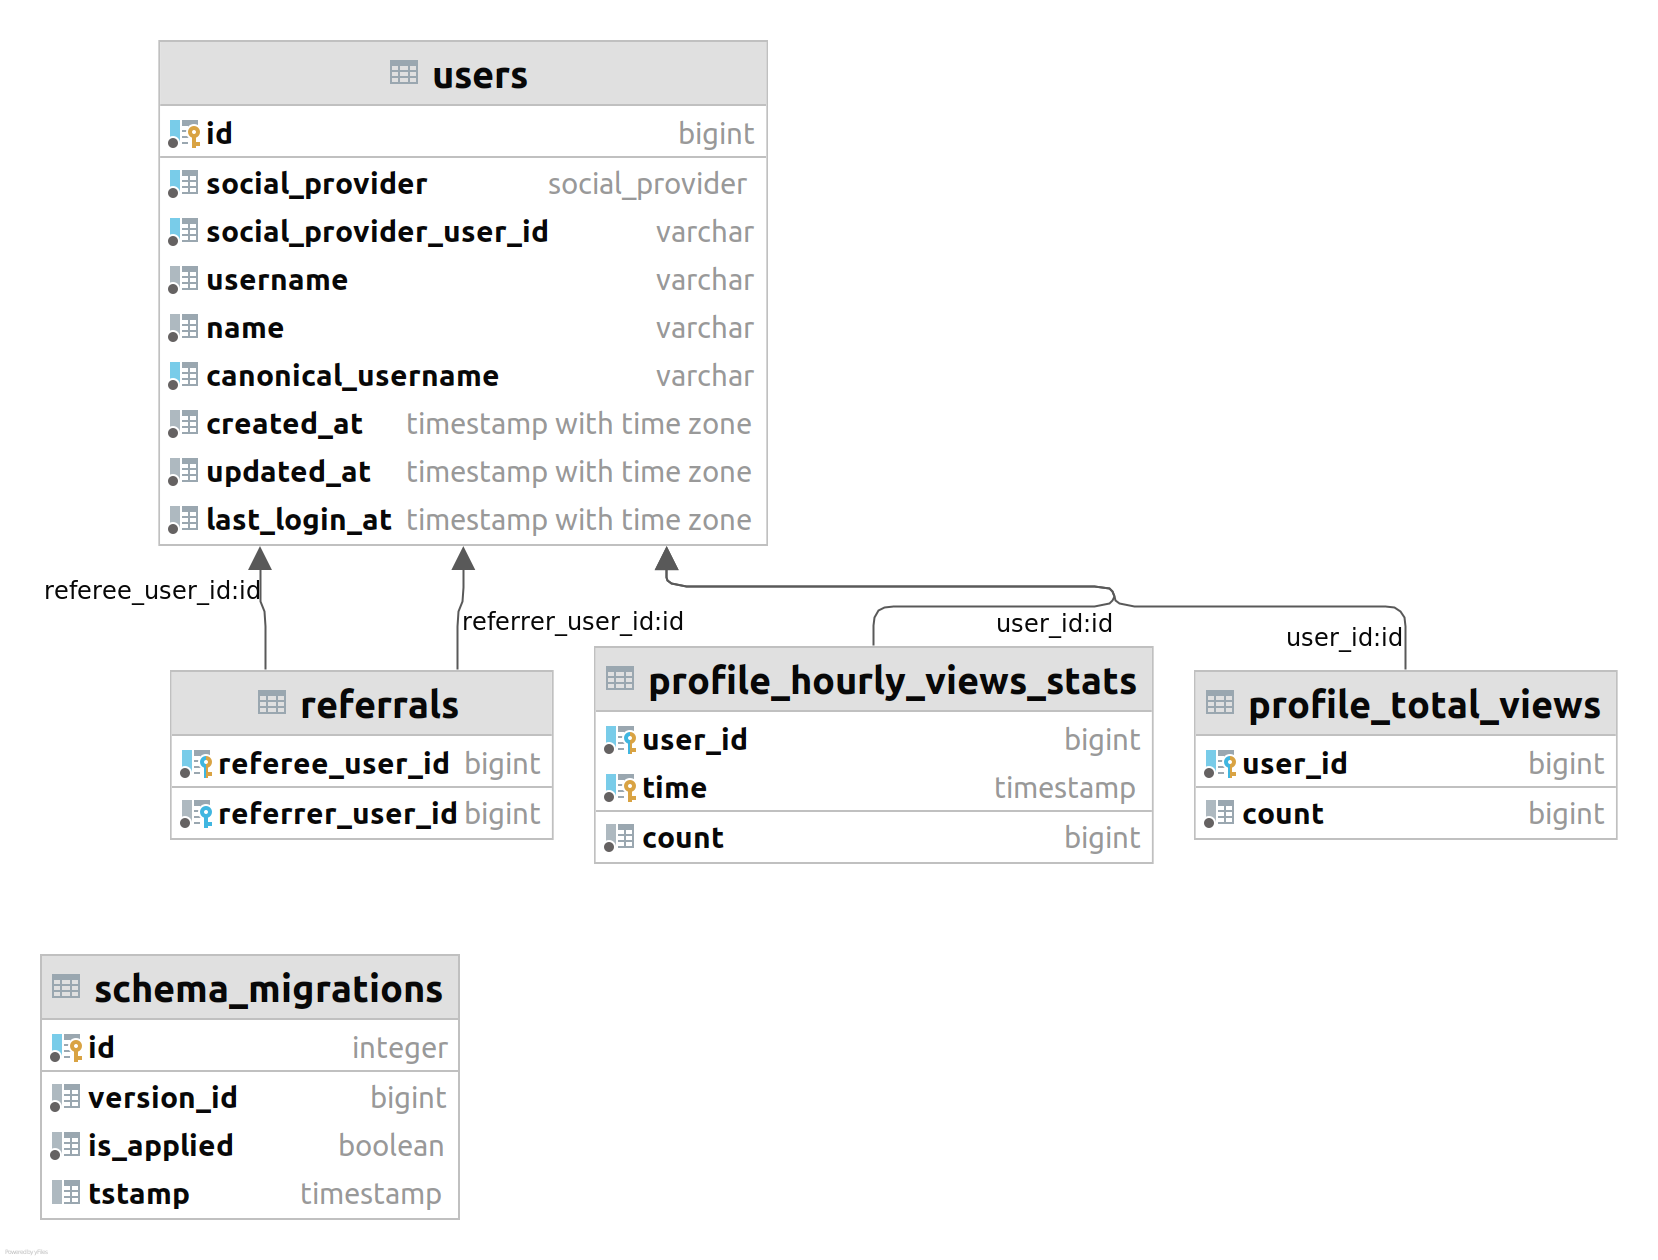 users
id bigint
social_provider social_provider
social_provider_user_id varchar
username varchar
name varchar
canonical_username varchar
created_at timestamp with time zone
updated_at timestamp with time zone
last_login_at timestamp with time zone
referee_user_id:id
referrer_user_id:id
user_id:id
user_id:id
referrals
referee_user_id bigint
referrer_user_id bigint
profile_hourly_views_stats
user_id bigint
time timestamp
count bigint
profile_total_views
user_id bigint
count bigint
schema_migrations
id integer
version_id bigint
is_applied boolean
tstamp timestamp
Powered by yFiles